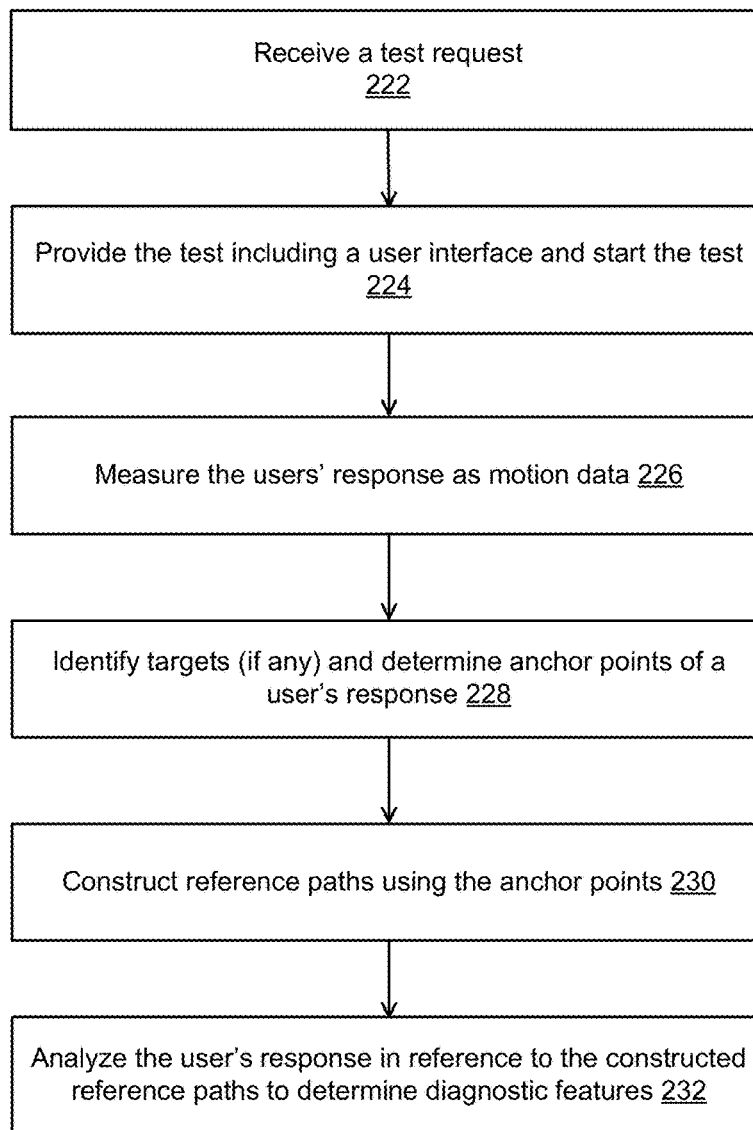 Receive a test request
222
Provide the test including a user interface and start the test
224
Measure the users' response as motion data 226
Identify targets (if any) and determine anchor points of a
user's response 228
Construct reference paths using the anchor points 230
Analyze the user's response in reference to the constructed
reference paths to determine diagnostic features 232